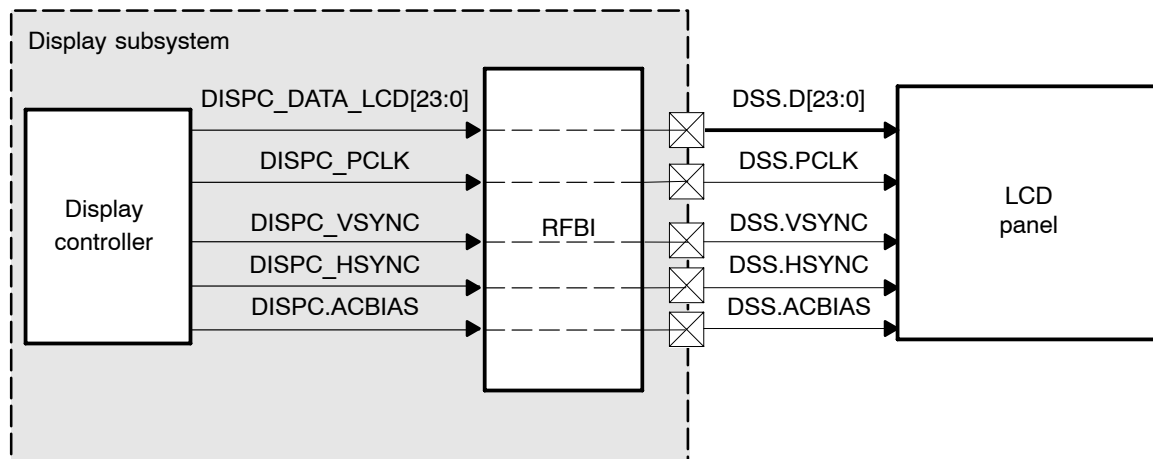 Display subsystem
DISPC_DATA_LCD[23:0]
DSS.D[23:0]
DISPC_PCLK
DSS.PCLK
Display
controller
DISPC_VSYNC
RFBI
DSS.VSYNC
LCD
panel
DISPC_HSYNC
DSS.HSYNC
DISPC.ACBIAS
DSS.ACBIAS